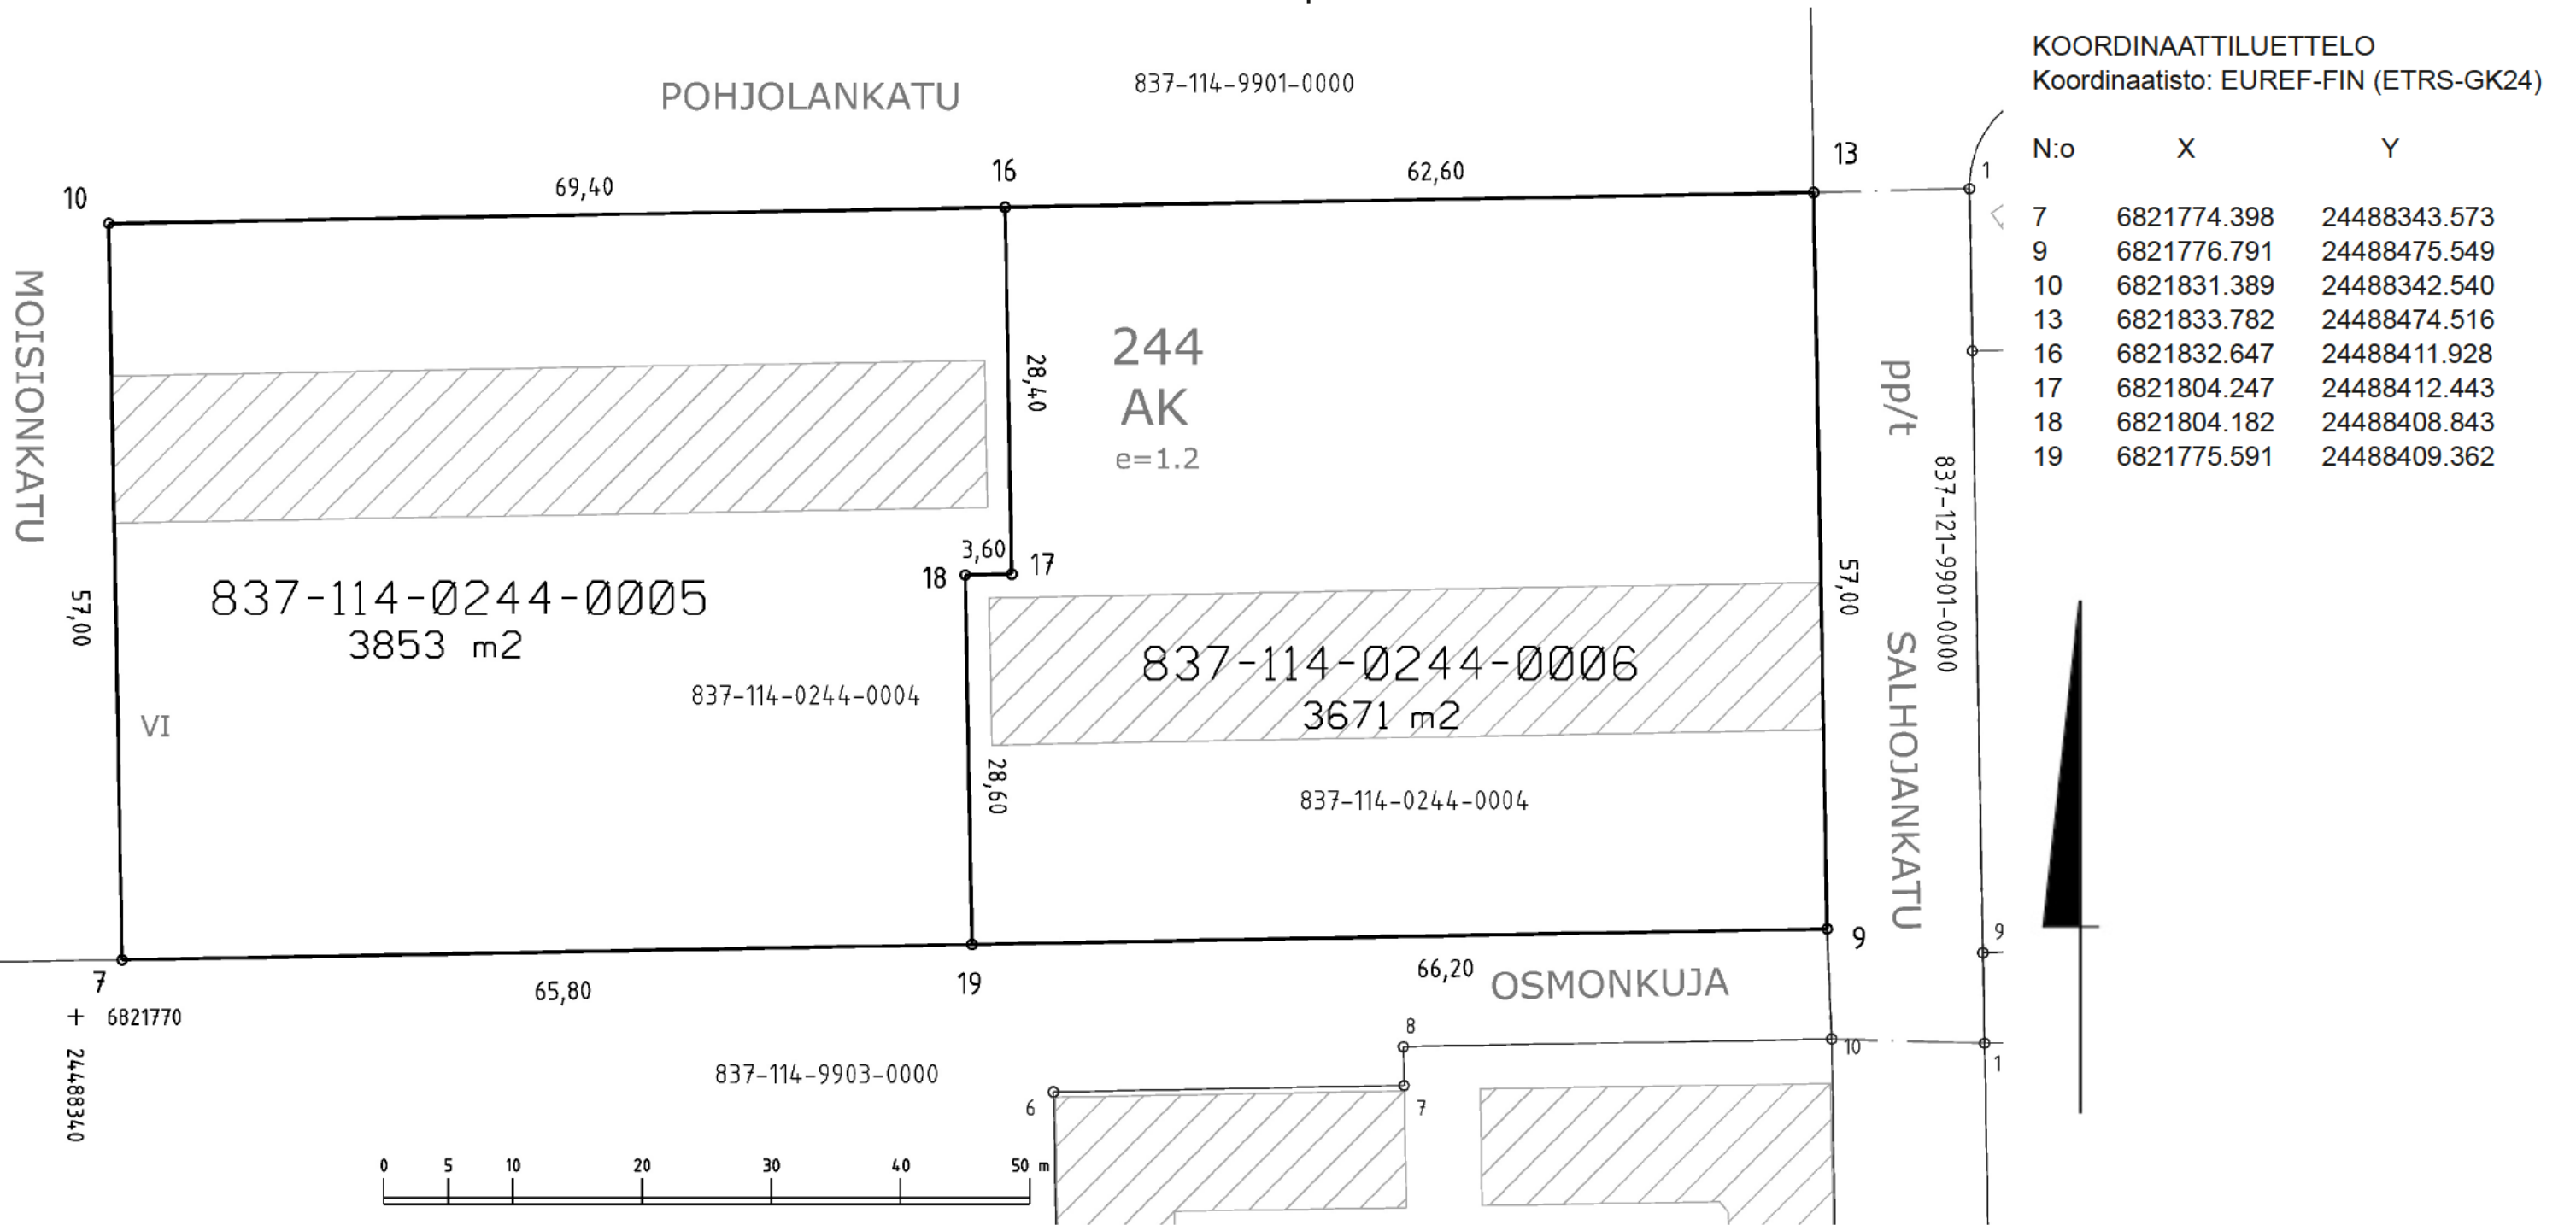 POHJOLANKATU
837-114-9901-0000
KOORDINAATTILUETTELO
Koordinaatisto: EUREF-FIN (ETRS-GK24)
N:o X Y
7 6821774.398 24488343.573
9 6821776.791 24488475.549
10 6821831.389 24488342.540
13 6821833.782 24488474.516
16 6821832.647 24488411.928
17 6821804.247 24488412.443
18 6821804.182 24488408.843
19 6821775.591 24488409.362
10
69,40
16
62,60
13
1
MOISIONKATU
28,40
244
AK
e=1.2
pp/t
837-121-9901-0000
3,60
18
17
57,00
57,00
837-114-0244-0005
3853 m2
837-114-0244-0004
VI
837-114-0244-0006
3671 m2
837-114-0244-0004
28,60
SALHOJANKATU
9
9
7
65,80
19
66,20
OSMONKUJA
+ 6821770
24488340
837-114-9903-0000
8
10
1
6
7
0 5 10 20 30 40 50 m